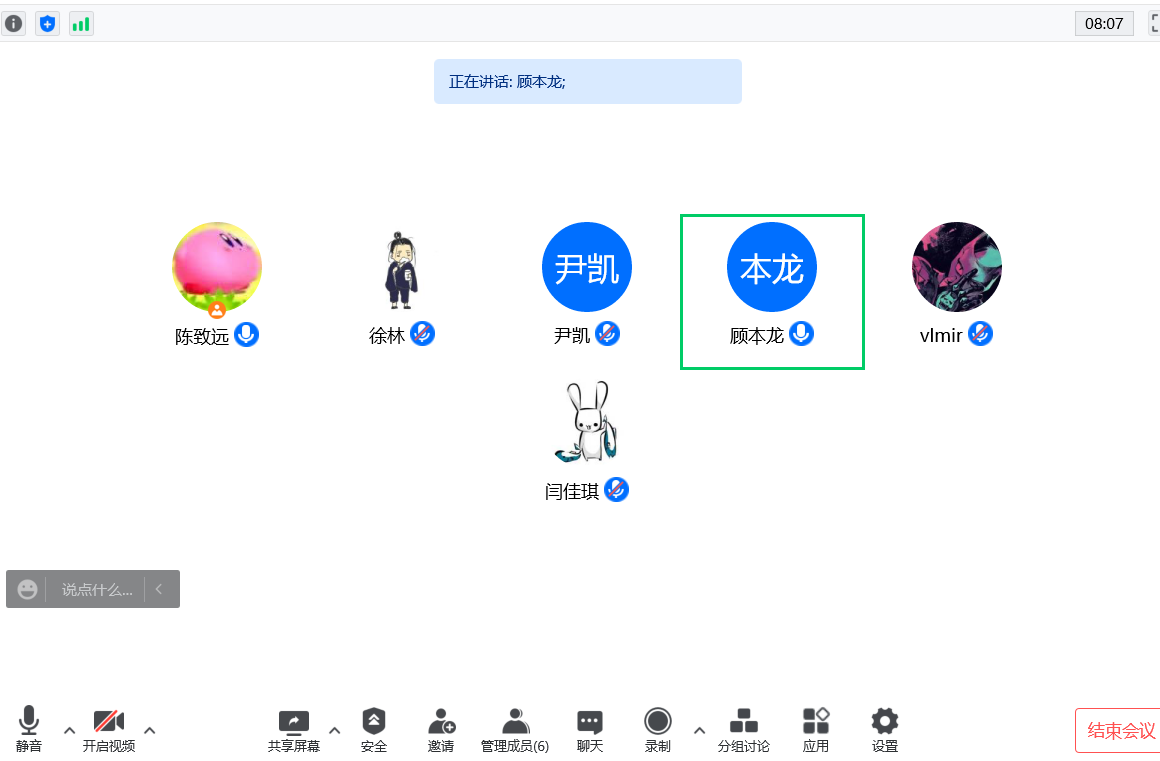 08:07
正在讲话: 顾本龙;
尹凯
本龙
陈致远
徐林
尹凯
顾本龙
vlmir
闫佳琪
说点什么...
静音
开启视频
共享屏幕
安全
邀请
管理成员(6)
聊天
录制
分组讨论
应用
设置
结束会议